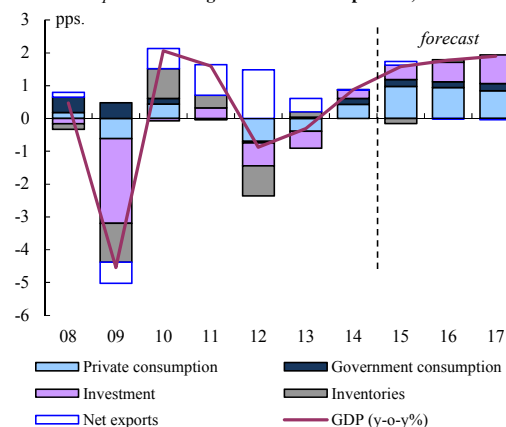 pps.
forecast
3
2
1
0
-1
-2
-3
-4
-5
-6
08 09 10 11 12 13 14 15 16 17
Private consumption Government consumption
Investment Inventories
Net exports GDP (y-o-y%)